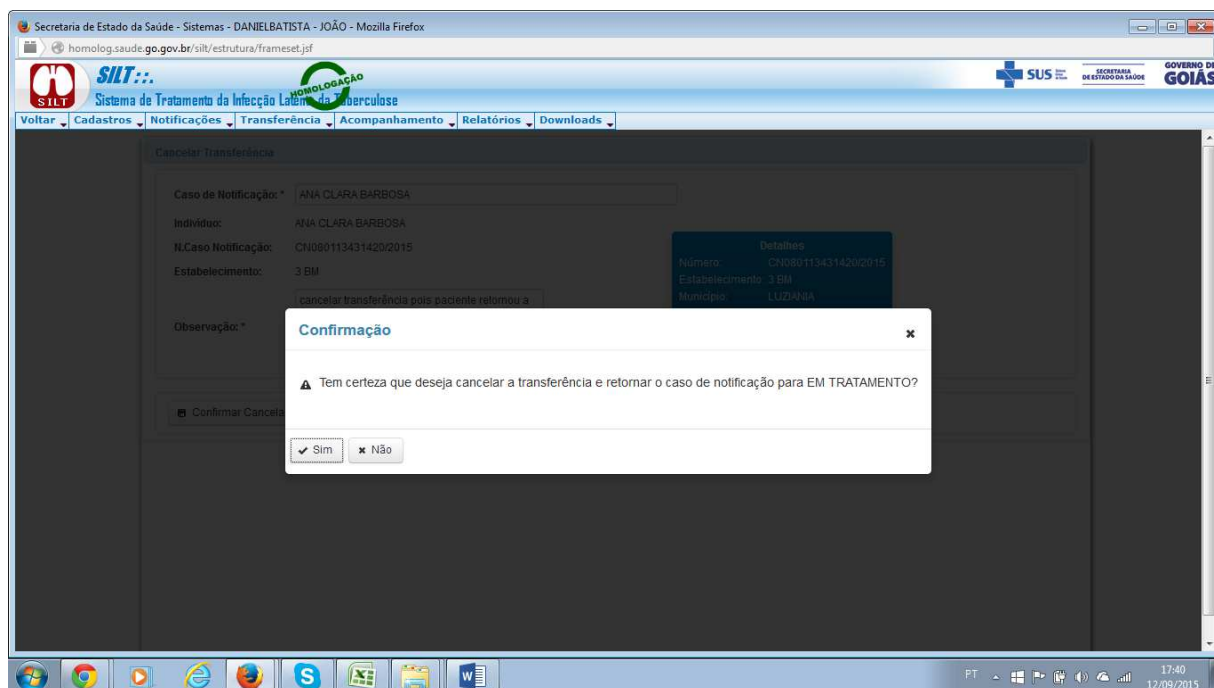 Secretaria de Estado da Saúde - Sistemas - DANIELBATISTA - JOÃO - Mozilla Firefox
homolog.saude.go.gov.br/silt/estrutura/frameset.jsf
SILT
SILT::.
HOMOLOGAÇÃO
Sistema de Tratamento da Infecção Latente da Tuberculose
SUS
SECRETARIA DE ESTADO DA SAÚDE
GOVERNO DE
GOIÁS
Voltar Cadastros Notificações Transferência Acompanhamento Relatórios Downloads
Cancelar Transferência
Caso de Notificação: * ANA CLARA BARBOSA
Indivíduo: ANA CLARA BARBOSA
N.Caso Notificação: CN080113431420/2015
Estabelecimento: 3 BM
Detalhes
Número: CN080113431420/2015
Estabelecimento 3 BM
Município: LUZIANIA
cancelar transferência pois paciente retornou a
Observação: *
Confirmação
Tem certeza que deseja cancelar a transferência e retornar o caso de notificação para EM TRATAMENTO?
Confirmar Cancela
Sim Não
PT
17:40
12/09/2015